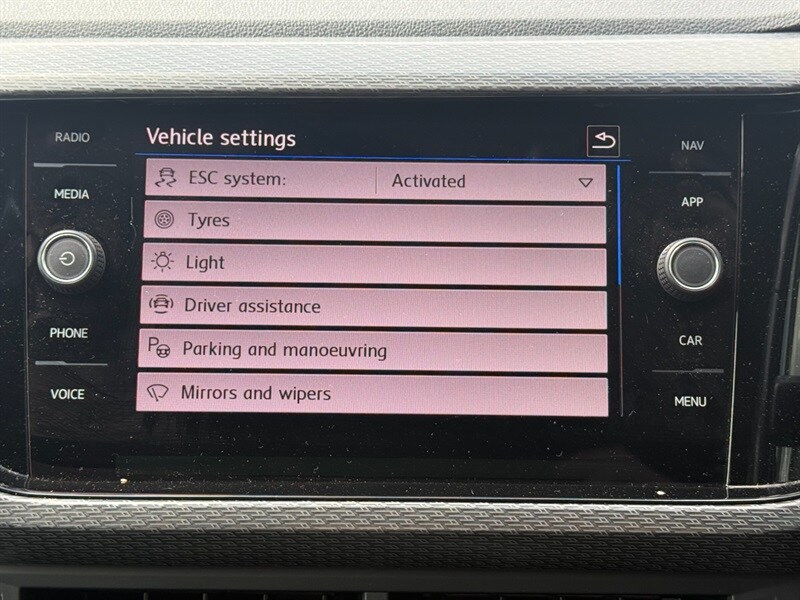 RADIO
MEDIA
PHONE
VOICE
Vehicle settings
ESC system: Activated
Tyres
Light
Driver assistance
Parking and manoeuvring
Mirrors and wipers
NAV
APP
CAR
MENU